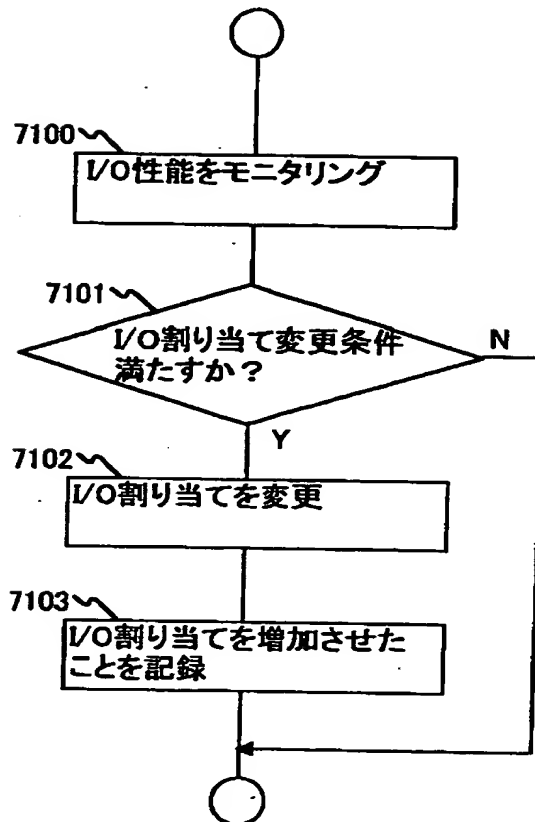 7100
I/O性能をモニタリング
7101
I/O割り当て変更条件
満たすか？
N
Y
7102
I/O割り当てを変更
7103
I/O割り当てを増加させた
ことを記録